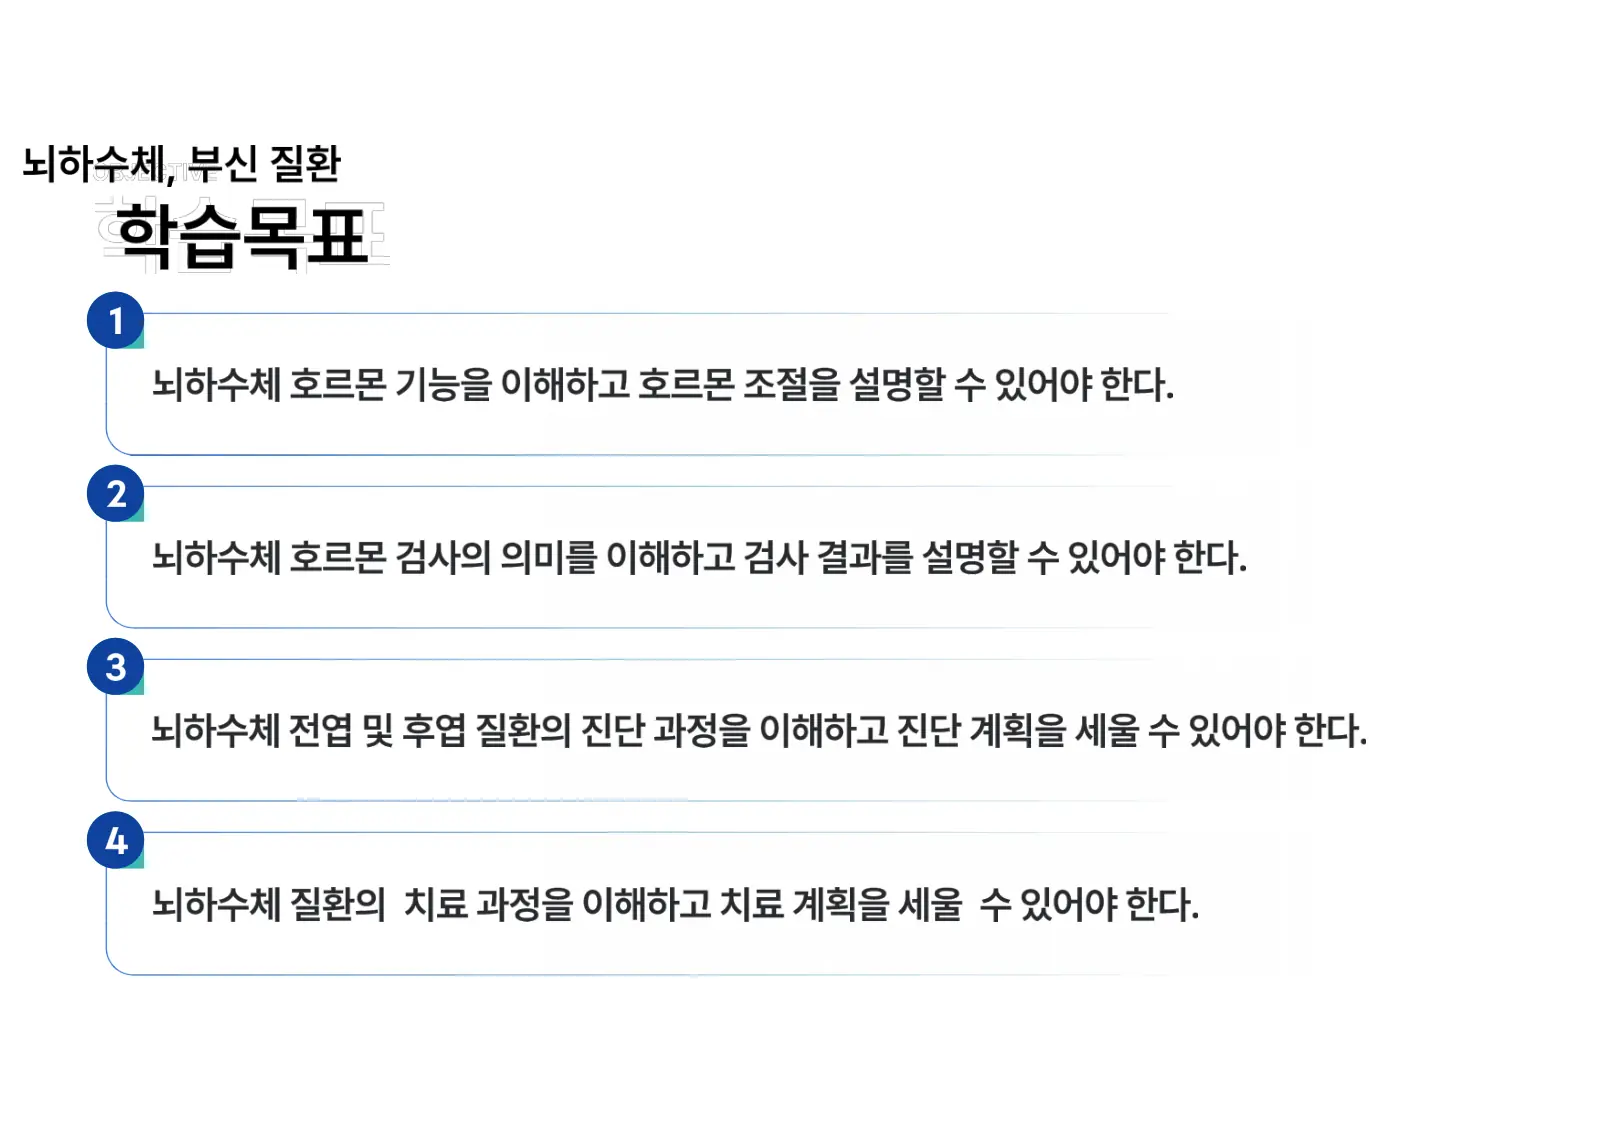 뇌하수체, 부신 질환
OBJECTIVE
학습목표
1
뇌하수체 호르몬 기능을 이해하고 호르몬 조절을 설명할 수 있어야 한다.
2
뇌하수체 호르몬 검사의 의미를 이해하고 검사 결과를 설명할 수 있어야 한다.
3
뇌하수체 전엽 및 후엽 질환의 진단 과정을 이해하고 진단 계획을 세울 수 있어야 한다.
4
뇌하수체 질환의  치료 과정을 이해하고 치료 계획을 세울  수 있어야 한다.